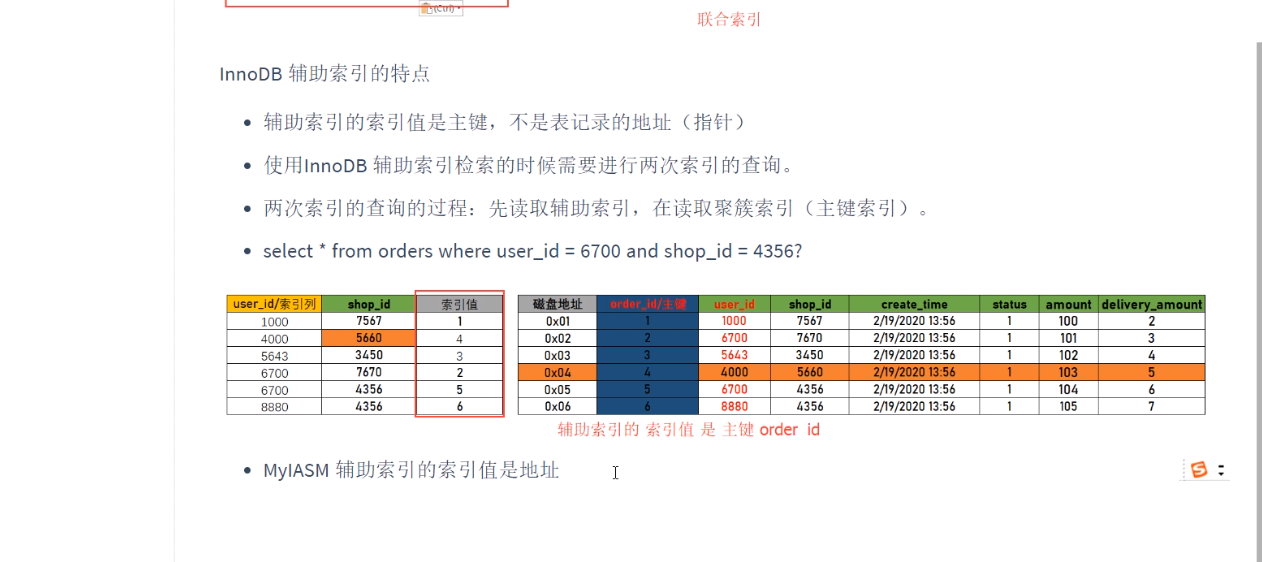 (Ctrl)
联合索引
InnoDB 辅助索引的特点
辅助索引的索引值是主键，不是表记录的地址（指针）
使用InnoDB 辅助索引检索的时候需要进行两次索引的查询。
两次索引的查询的过程：先读取辅助索引，在读取聚簇索引（主键索引）。
select * from orders where user_id = 6700 and shop_id = 4356?
user_id/索引列 shop_id 索引值 磁盘地址 order_id/主键 user_id shop_id create_time status amount delivery_amount
1000 7567 1 0x01 1 1000 7567 2/19/2020 13:56 1 100 2
4000 5660 4 0x02 2 6700 7670 2/19/2020 13:56 1 101 3
5643 3450 3 0x03 3 5643 3450 2/19/2020 13:56 1 102 4
6700 7670 2 0x04 4 4000 5660 2/19/2020 13:56 1 103 5
6700 4356 5 0x05 5 6700 4356 2/19/2020 13:56 1 104 6
8880 4356 6 0x06 6 8880 4356 2/19/2020 13:56 1 105 7
辅助索引的 索引值 是 主键 order_id
MyIASM 辅助索引的索引值是地址